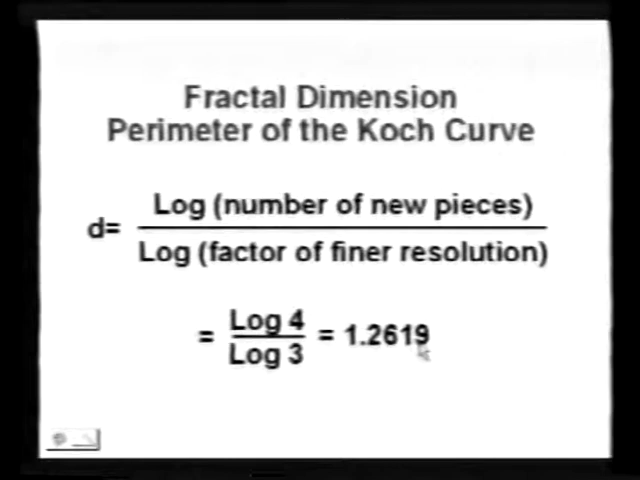 Fractal Dimension
Perimeter of the Koch Curve
Log (number of new pieces)
d=
Log (factor of finer resolution)
= Log 4 / Log 3 = 1.2619